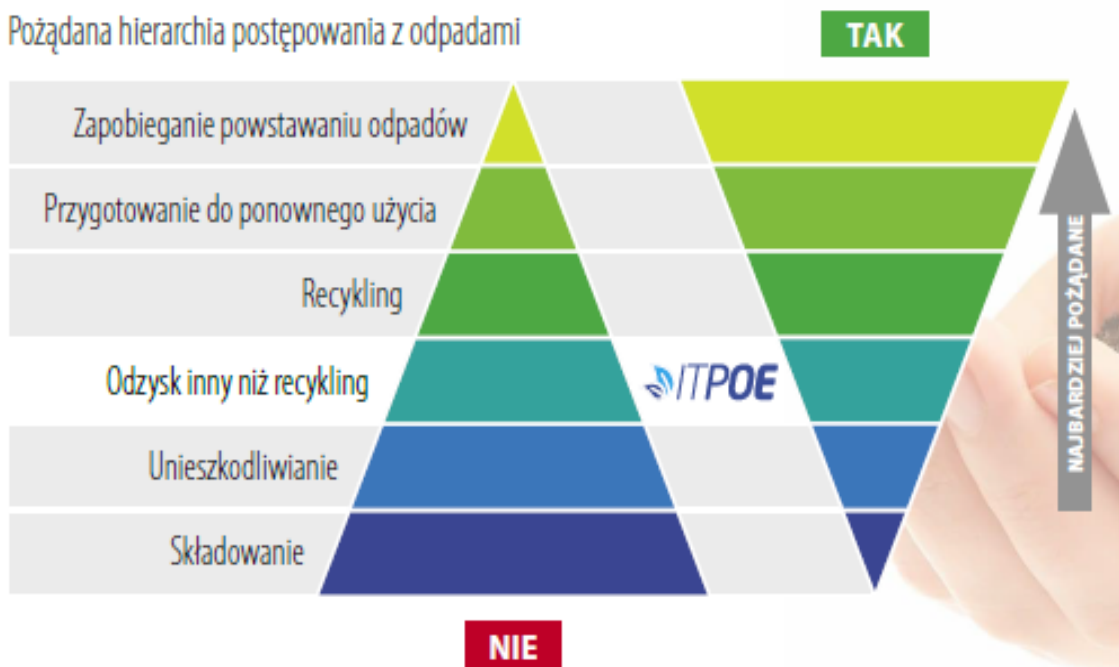 Pożądana hierarchia postępowania z odpadami
TAK
Zapobieganie powstawaniu odpadów
Przygotowanie do ponownego użycia
Recykling
Odzysk inny niż recykling
ITPOE
Unieszkodliwianie
Składowanie
NAJBARDZIEJ POŻĄDANE
NIE